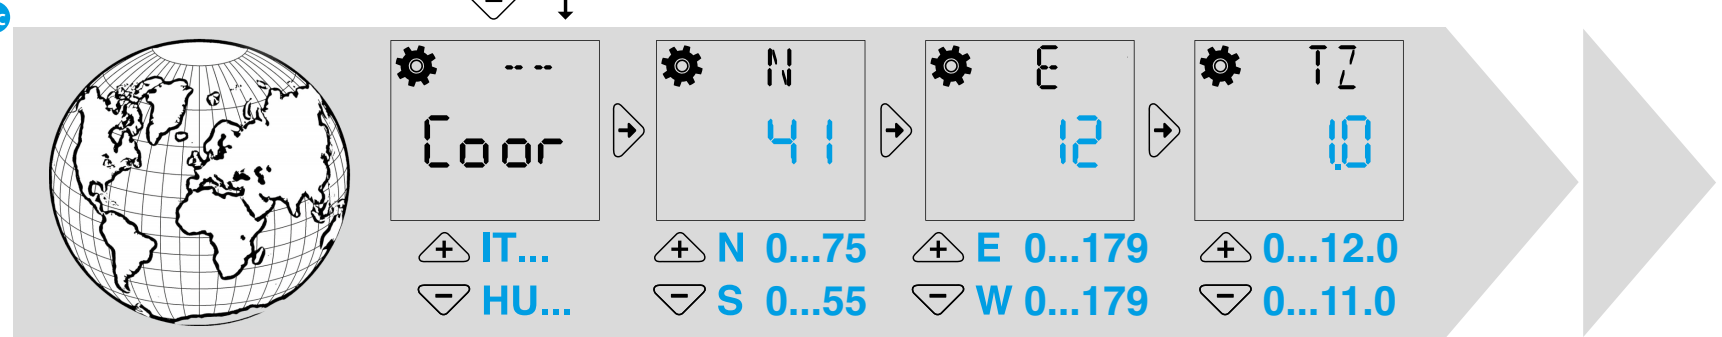 c
-- N E TZ
Coor 41 12 1.0
+ IT... + N 0...75 + E 0...179 + 0...12.0
− HU... − S 0...55 − W 0...179 − 0...11.0